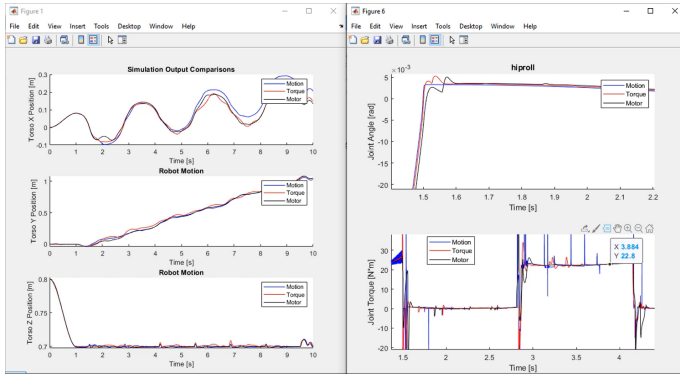 Figure 1
File Edit View Insert Tools Desktop Window Help
Simulation Output Comparisons
Torso X Position [m]
0.3
0.2
0.1
0
-0.1
Motion
Torque
Motor
0 1 2 3 4 5 6 7 8 9 10
Time [s]
Robot Motion
Torso Y Position [m]
1
0.5
0
Motion
Torque
Motor
0 1 2 3 4 5 6 7 8 9 10
Time [s]
Robot Motion
Torso Z Position [m]
0.8
0.75
0.7
Motion
Torque
Motor
0 1 2 3 4 5 6 7 8 9 10
Time [s]
Figure 6
File Edit View Insert Tools Desktop Window Help
hiproll
× 10⁻³
Joint Angle [rad]
5
0
-5
-10
-15
-20
Motion
Torque
Motor
1.5 1.6 1.7 1.8 1.9 2 2.1 2.2
Time [s]
Joint Torque [N*m]
30
20
10
0
-10
-20
Motion
Torque
Motor
X 3.884
Y 22.8
1.5 2 2.5 3 3.5 4
Time [s]